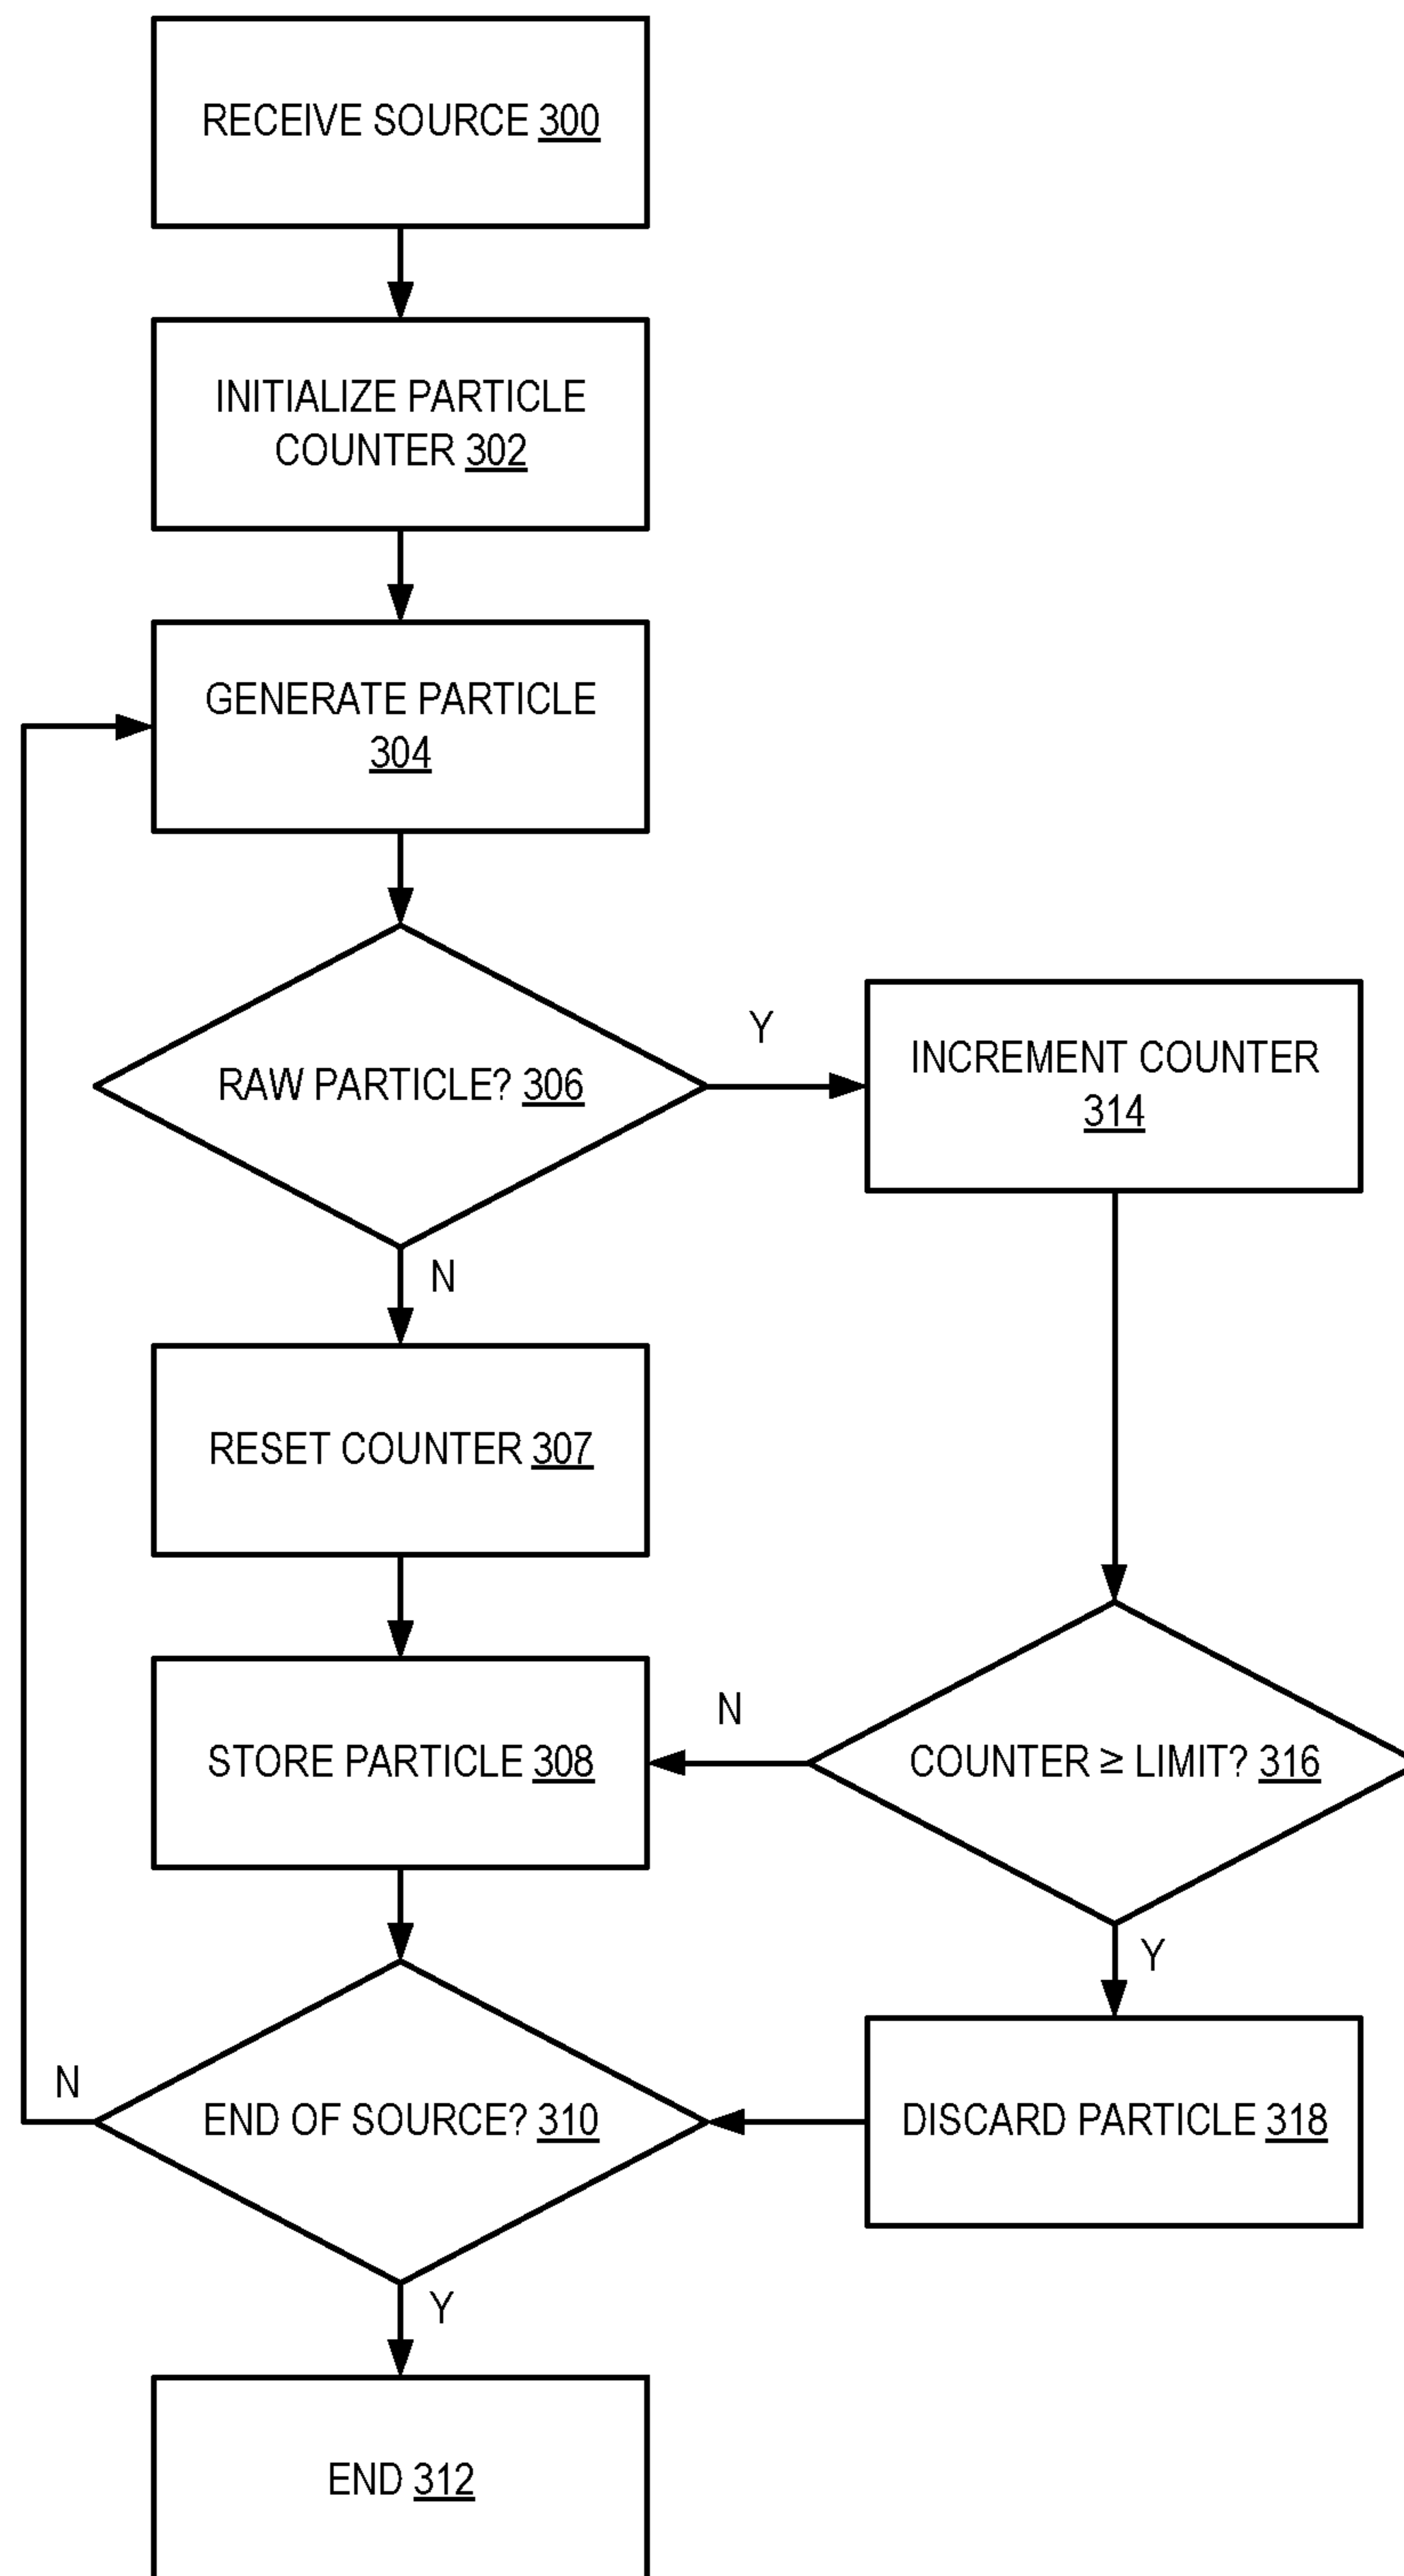 RECEIVE SOURCE 300
INITIALIZE PARTICLE
COUNTER 302
GENERATE PARTICLE
304
RAW PARTICLE? 306
Y
INCREMENT COUNTER
314
N
RESET COUNTER 307
STORE PARTICLE 308
N
COUNTER ≥ LIMIT? 316
Y
N
END OF SOURCE? 310
DISCARD PARTICLE 318
Y
END 312